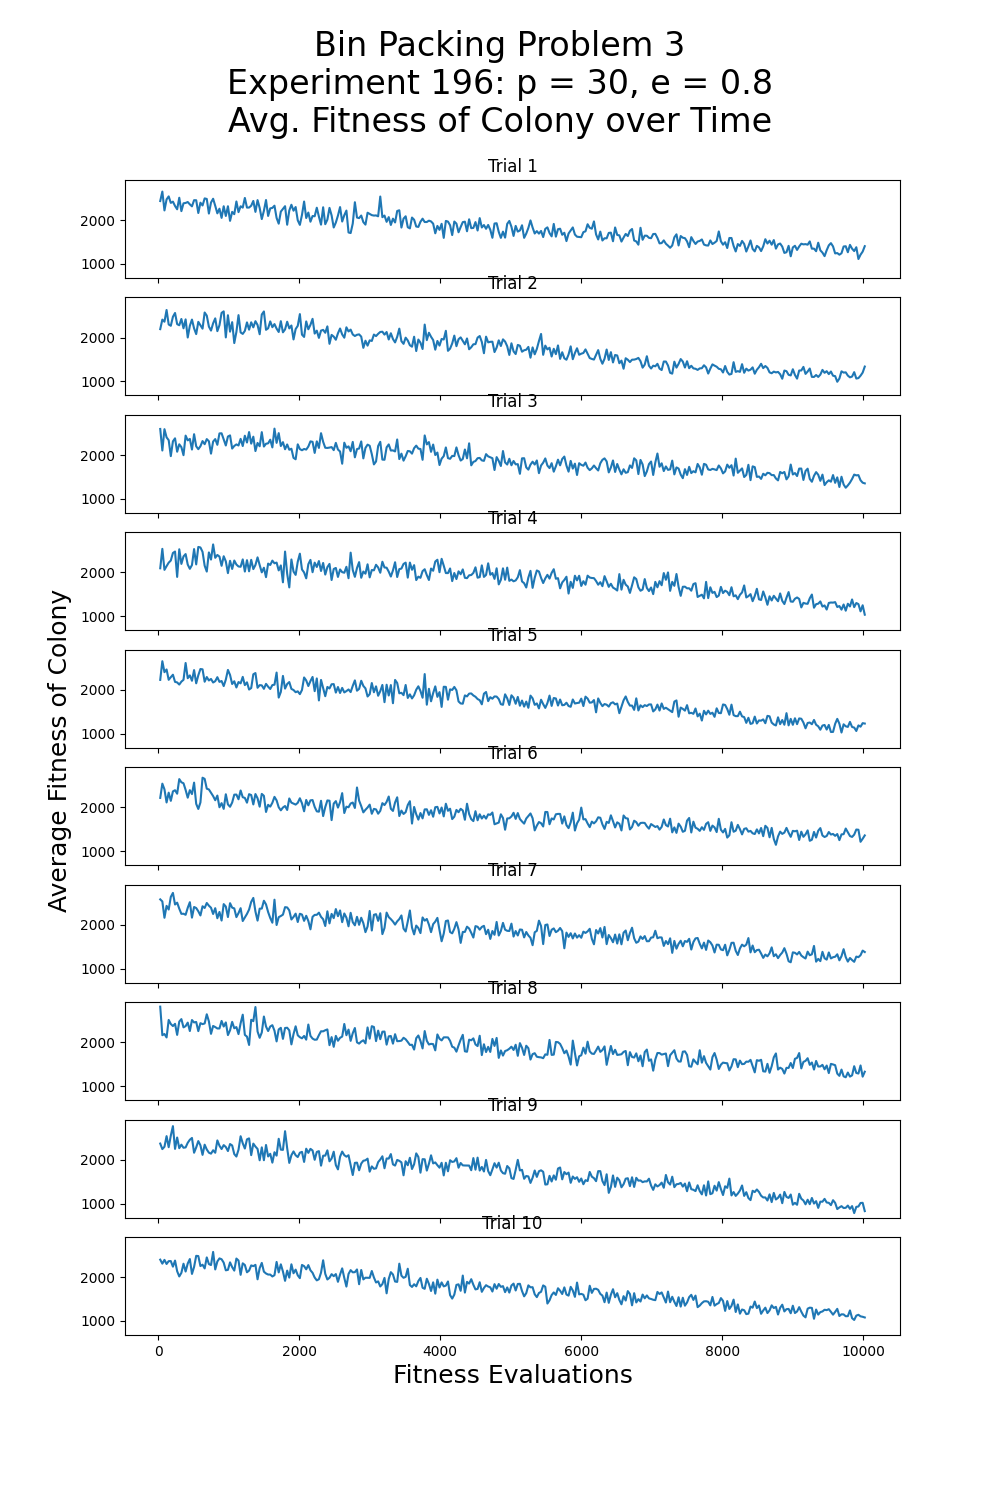 Bin Packing Problem 3
Experiment 196: p = 30, e = 0.8
Avg. Fitness of Colony over Time
Trial 1
2000
1000
Trial 2
2000
1000
Trial 3
2000
1000
Trial 4
2000
1000
Trial 5
2000
1000
Trial 6
2000
1000
Trial 7
2000
1000
Trial 8
2000
1000
Trial 9
2000
1000
Trial 10
2000
1000
0 2000 4000 6000 8000 10000
Fitness Evaluations
Average Fitness of Colony